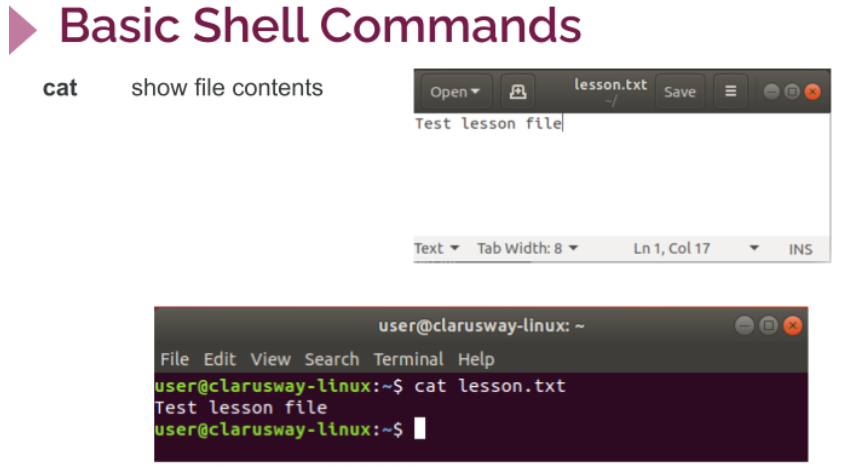 Basic Shell Commands
cat show file contents
Open lesson.txt Save
~/
Test lesson file
Text Tab Width: 8 Ln 1, Col 17 INS
user@clarusway-linux: ~
File Edit View Search Terminal Help
user@clarusway-linux:~$ cat lesson.txt
Test lesson file
user@clarusway-linux:~$